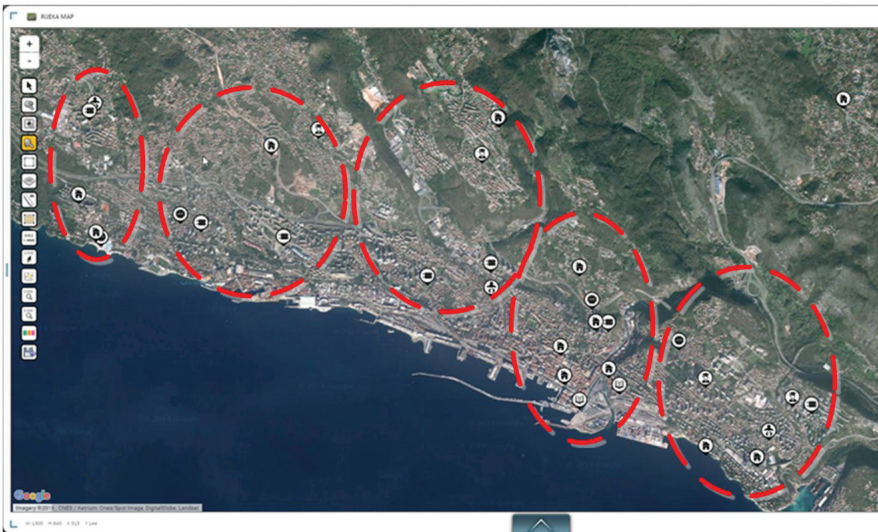 RIJEKA MAP
+
-
Google
Imagery ©2015 , CNES / Astrium, Cnes/Spot Image, DigitalGlobe, Landsat